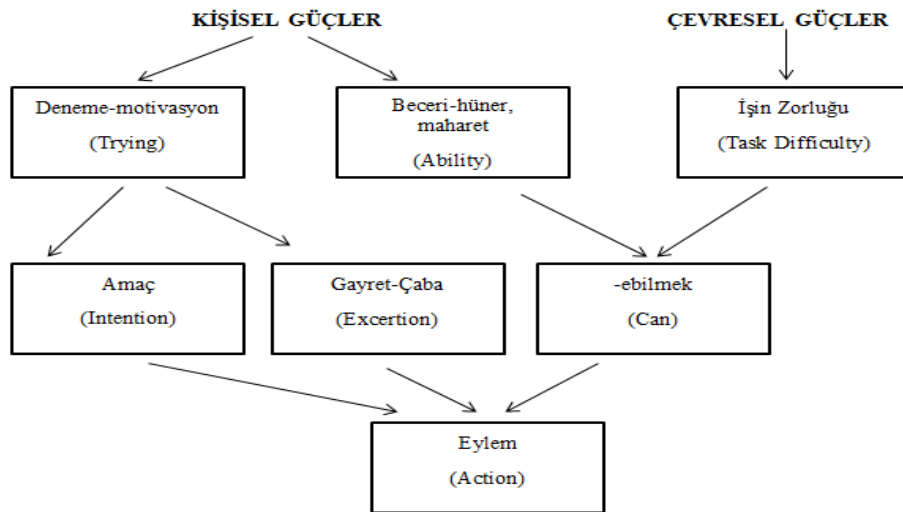 KİŞİSEL GÜÇLER
ÇEVRESEL GÜÇLER
Deneme-motivasyon
(Trying)
Beceri-hüner,
maharet
(Ability)
İşin Zorluğu
(Task Difficulty)
Amaç
(Intention)
Gayret-Çaba
(Excertion)
-ebilmek
(Can)
Eylem
(Action)